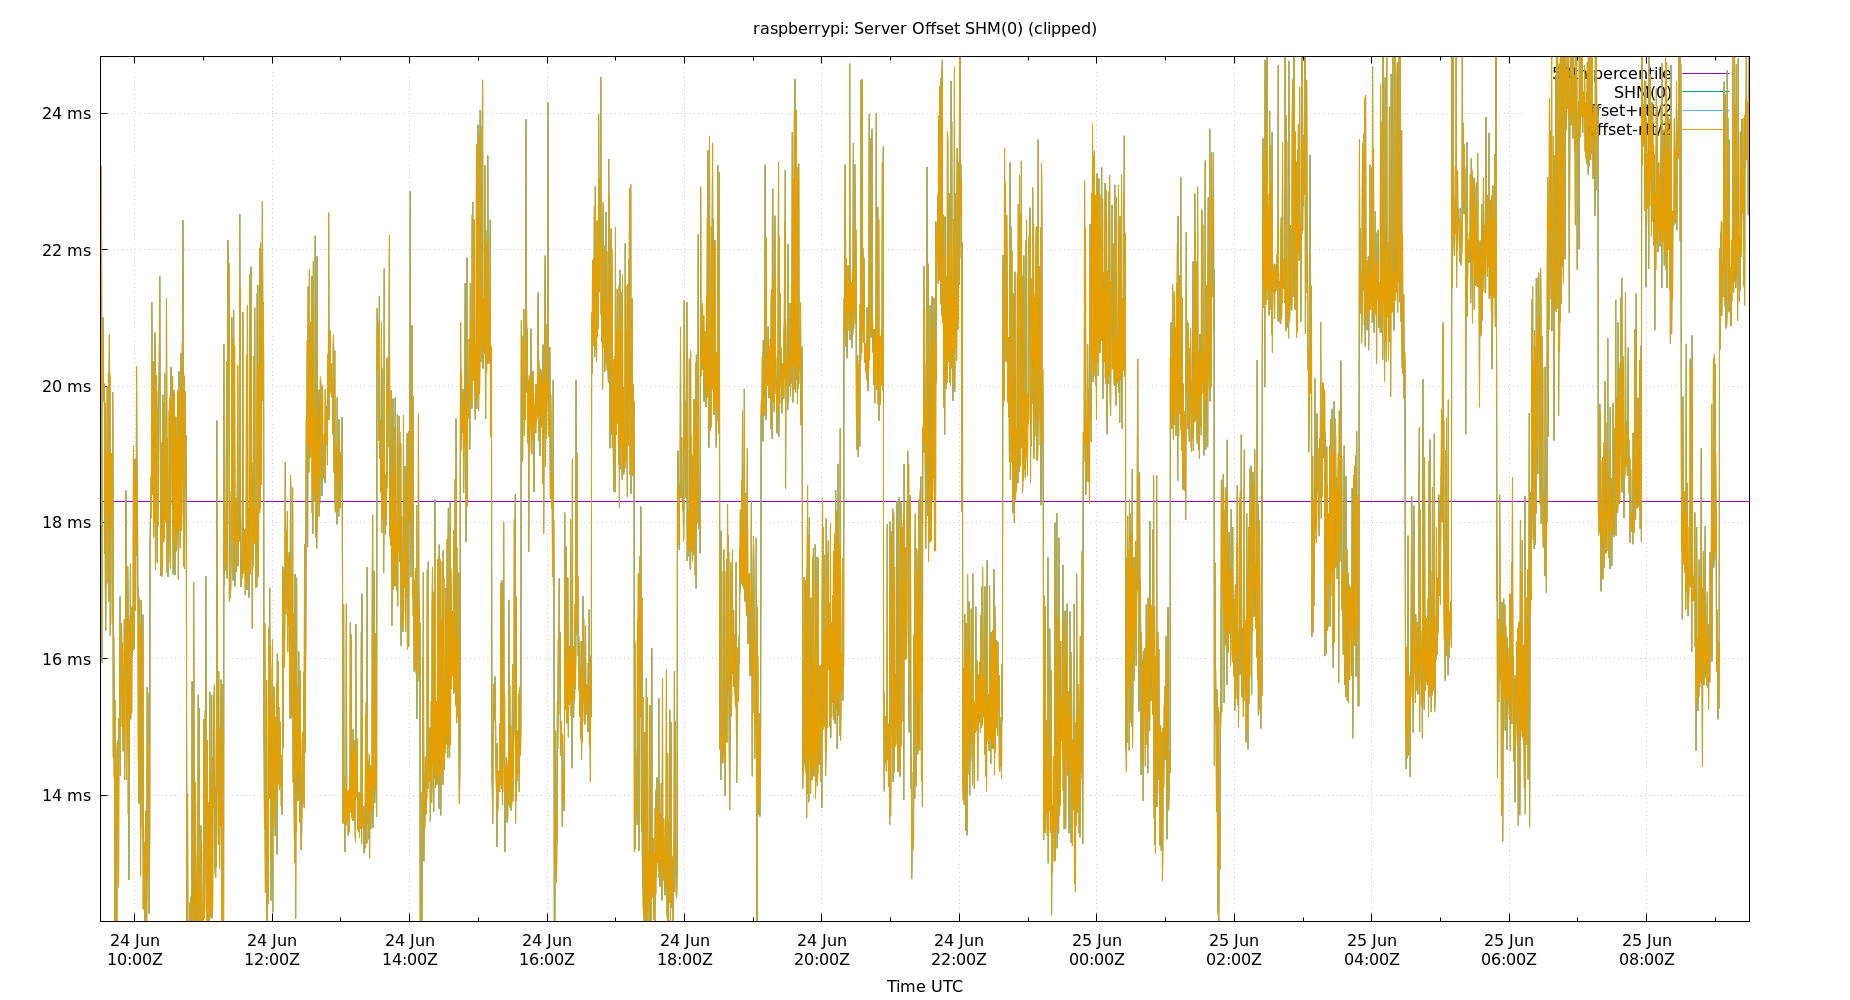 raspberrypi: Server Offset SHM(0) (clipped)
percentile
SHM(0)
24 ms
22 ms
20 ms
18 ms
16 ms
14 ms
24 Jun 24 Jun 24 Jun 24 Jun 24 Jun 24 Jun 24 Jun 25 Jun 25 Jun 25 Jun 25 Jun 25 Jun
10:00Z 12:00Z 14:00Z 16:00Z 18:00Z 20:00Z 22:00Z 00:00Z 02:00Z 04:00Z 06:00Z 08:00Z
Time UTC